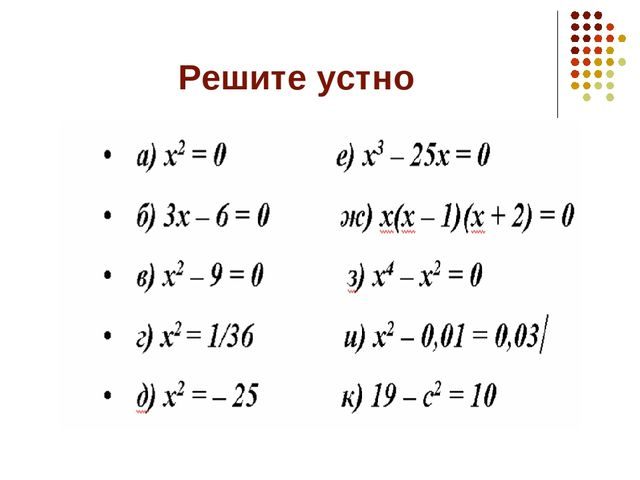 Решите устно
• а) x² = 0 е) x³ – 25x = 0
• б) 3x – 6 = 0 ж) x(x – 1)(x + 2) = 0
• в) x² – 9 = 0 з) x⁴ – x² = 0
• г) x² = 1/36 и) x² – 0,01 = 0,03
• д) x² = – 25 к) 19 – c² = 10